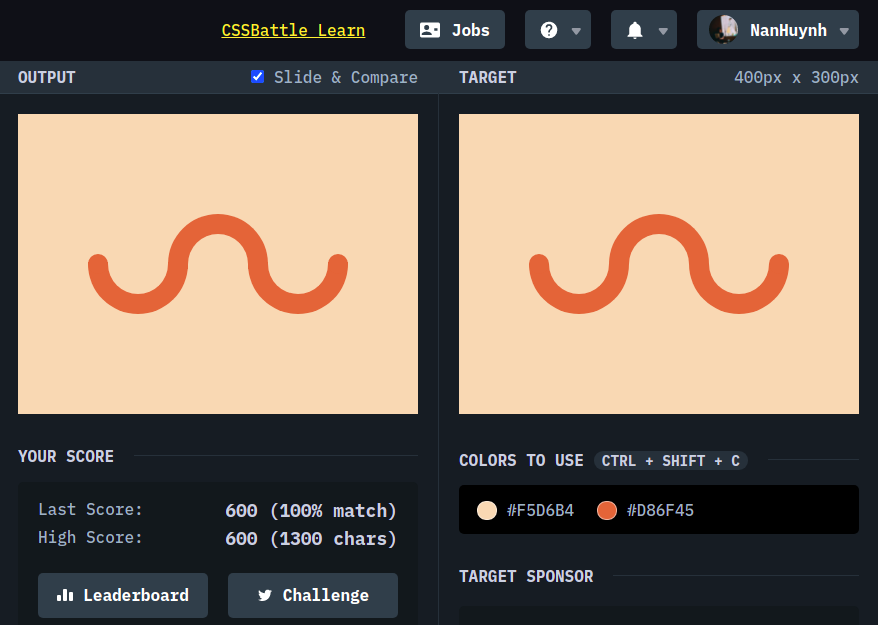 CSSBattle Learn
Jobs
NanHuynh
OUTPUT
Slide & Compare
TARGET
400px x 300px
YOUR SCORE
Last Score: 600 (100% match)
High Score: 600 (1300 chars)
Leaderboard
Challenge
COLORS TO USE CTRL + SHIFT + C
#F5D6B4 #D86F45
TARGET SPONSOR